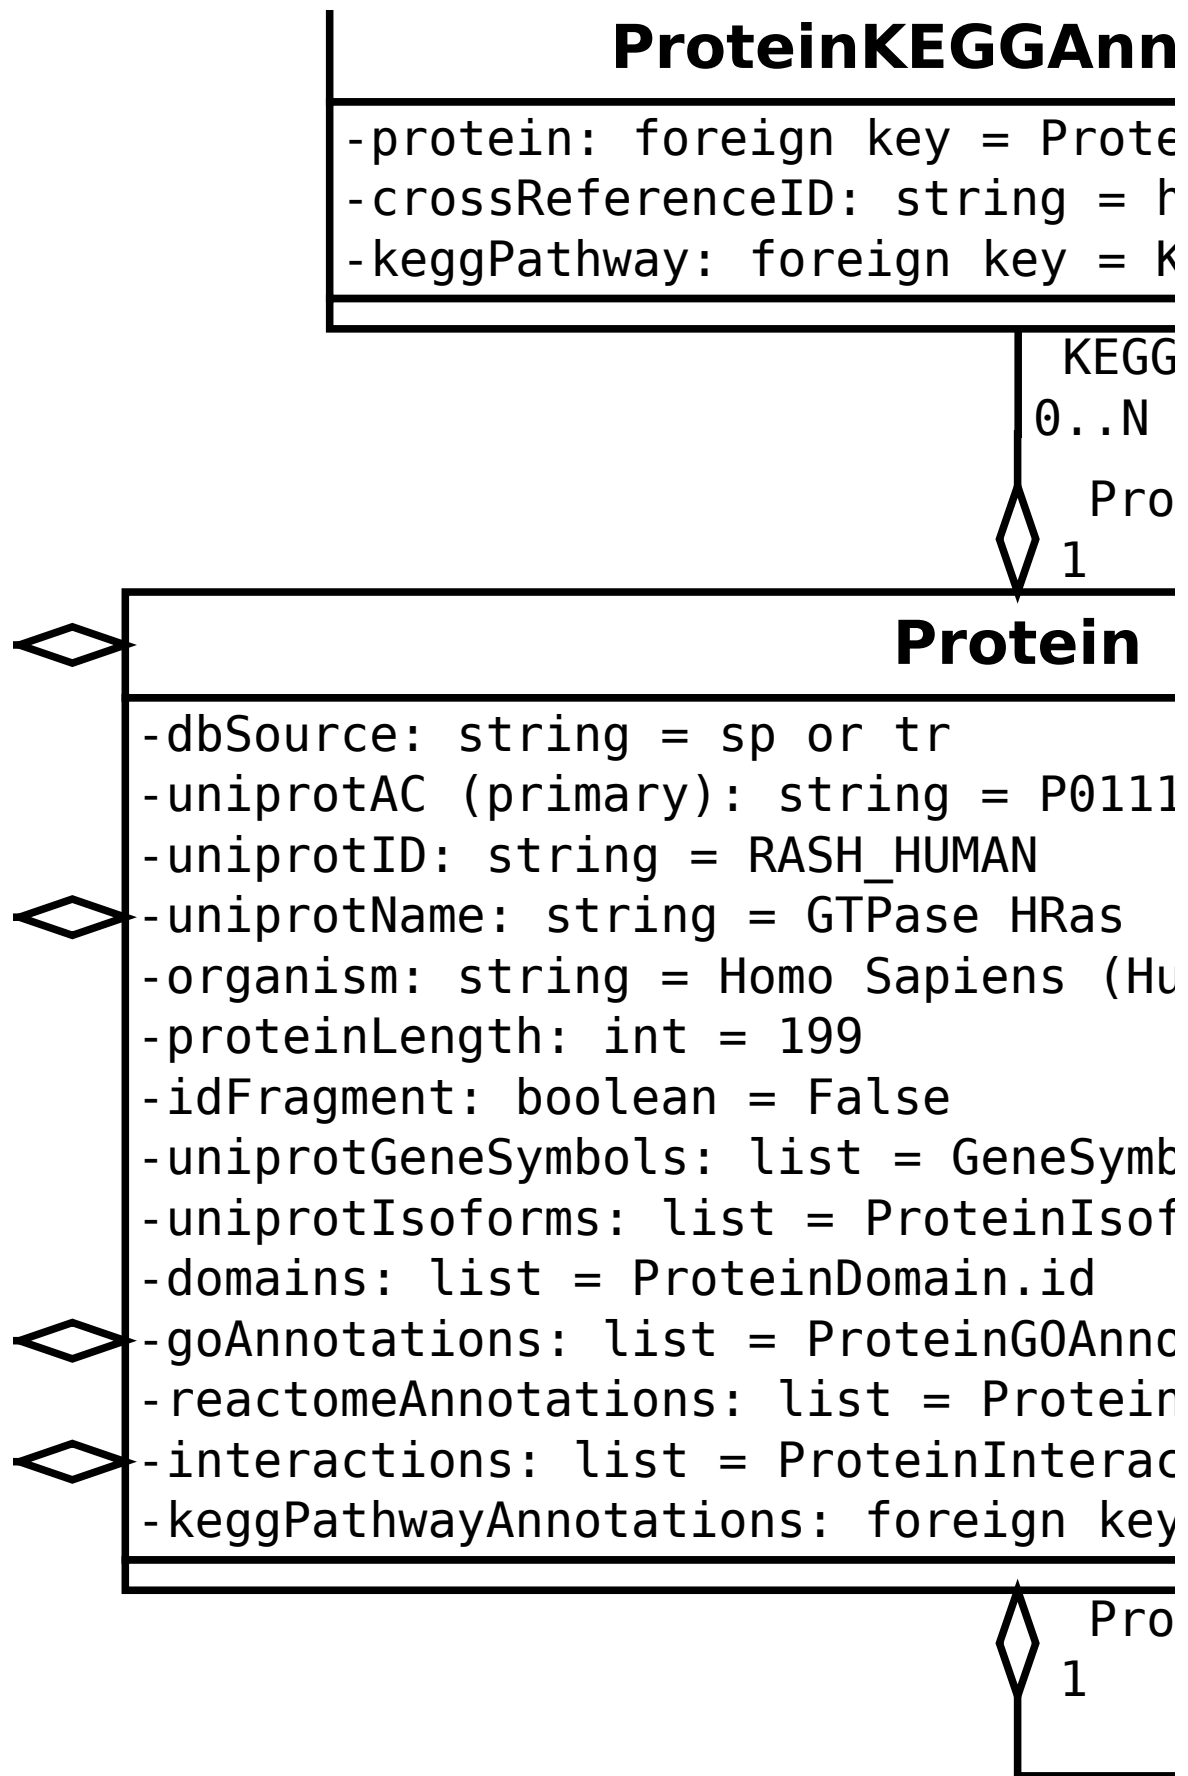 ProteinKEGGAnn
-protein: foreign key = Prote
-crossReferenceID: string = h
-keggPathway: foreign key = K
KEGG
0..N
Pro
1
Protein
-dbSource: string = sp or tr
-uniprotAC (primary): string = P0111
-uniprotID: string = RASH_HUMAN
-uniprotName: string = GTPase HRas
-organism: string = Homo Sapiens (Hu
-proteinLength: int = 199
-idFragment: boolean = False
-uniprotGeneSymbols: list = GeneSymb
-uniprotIsoforms: list = ProteinIsof
-domains: list = ProteinDomain.id
-goAnnotations: list = ProteinGOAnno
-reactomeAnnotations: list = Protein
-interactions: list = ProteinInterac
-keggPathwayAnnotations: foreign key
Pro
1